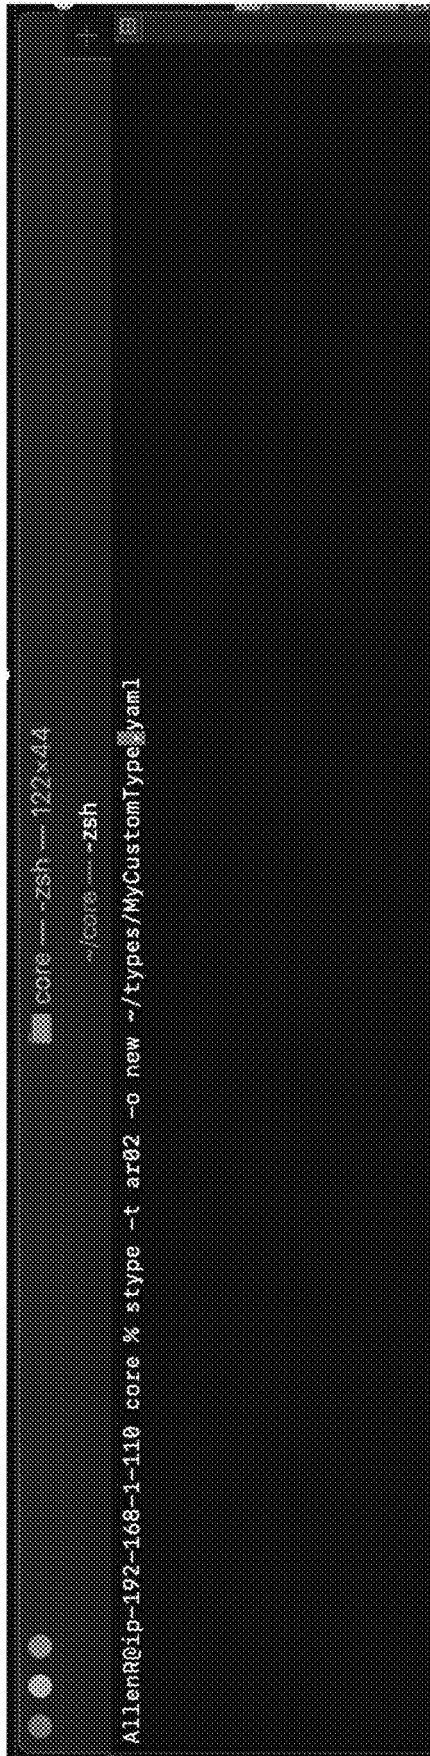 core — -zsh — 122×44
~/core — -zsh
AllenR@ip-192-168-1-110 core % stype -t ar02 -o new ~/types/MyCustomType.yaml